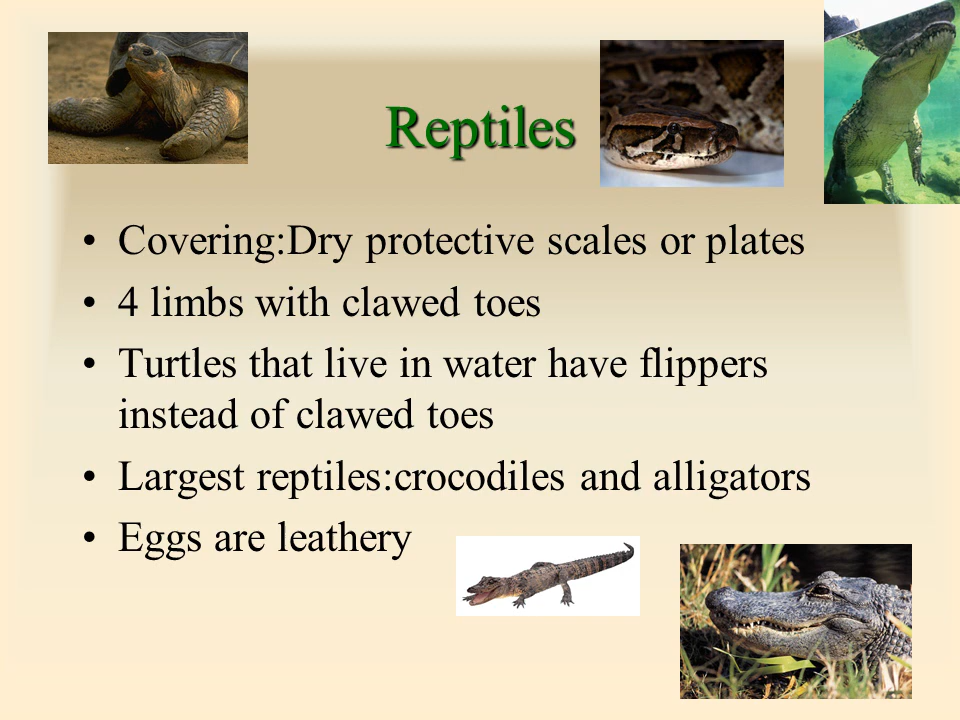 Reptiles
• Covering:Dry protective scales or plates
• 4 limbs with clawed toes
• Turtles that live in water have flippers
instead of clawed toes
• Largest reptiles:crocodiles and alligators
• Eggs are leathery